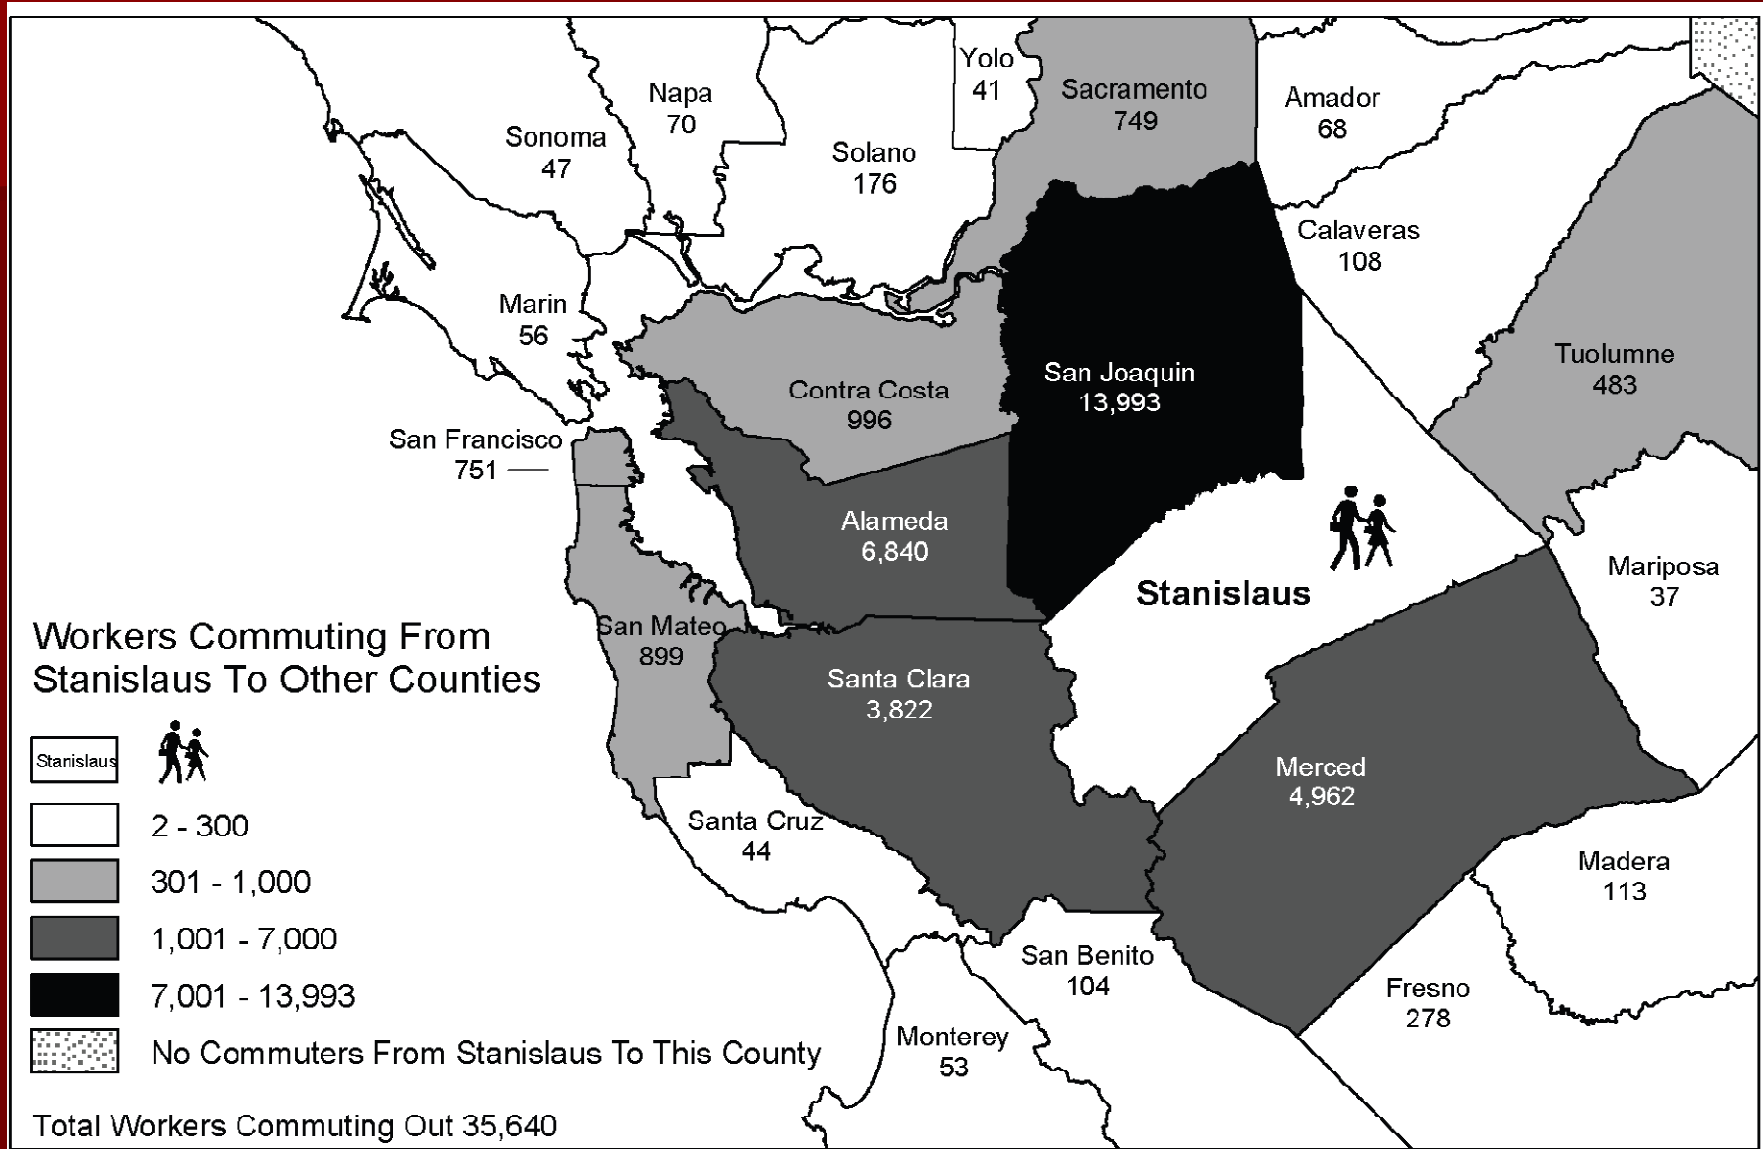 Yolo
41
Sacramento
749
Napa
70
Amador
68
Sonoma
47
Solano
176
Calaveras
108
Marin
56
Tuolumne
483
San Joaquin
13,993
Contra Costa
996
San Francisco
751
Alameda
6,840
Mariposa
37
Stanislaus
San Mateo
899
Santa Clara
3,822
Merced
4,962
Santa Cruz
44
Madera
113
San Benito
104
Fresno
278
Monterey
53
Workers Commuting From
Stanislaus To Other Counties
Stanislaus
2 - 300
301 - 1,000
1,001 - 7,000
7,001 - 13,993
No Commuters From Stanislaus To This County
Total Workers Commuting Out 35,640